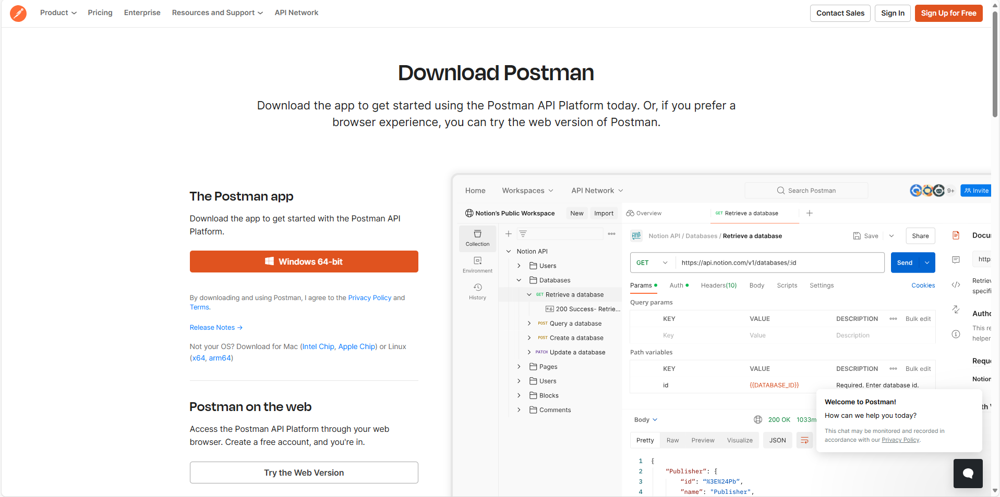 Product
Pricing
Enterprise
Resources and Support
API Network
Contact Sales
Sign In
Sign Up for Free
Download Postman
Download the app to get started using the Postman API Platform today. Or, if you prefer a
browser experience, you can try the web version of Postman.
The Postman app
Download the app to get started with the Postman API
Platform.
Windows 64-bit
By downloading and using Postman, I agree to the Privacy Policy and
Terms.
Release Notes →
Not your OS? Download for Mac (Intel Chip, Apple Chip) or Linux
(x64, arm64)
Postman on the web
Access the Postman API Platform through your web
browser. Create a free account, and you're in.
Try the Web Version
Home
Workspaces
API Network
Search Postman
9+
Invite
Notion's Public Workspace
New
Import
Overview
GET Retrieve a database
Collection
Environment
History
Notion API
Users
Databases
GET Retrieve a database
e.g. 200 Success- Retrie...
POST Query a database
POST Create a database
PATCH Update a database
Pages
Users
Blocks
Comments
HTTP
Notion API / Databases / Retrieve a database
Save
Share
GET
https://api.notion.com/v1/databases/:id
Send
Params
Auth
Headers(10)
Body
Scripts
Settings
Cookies
Query params
KEY VALUE DESCRIPTION Bulk edit
Key Value Description
Path variables
KEY VALUE DESCRIPTION Bulk edit
id {{DATABASE_ID}} Required. Enter database id.
Body
200 OK
1033m
Pretty
Raw
Preview
Visualize
JSON
1 {
2 “Publisher”: {
3 “id”: “%3E%24Pb”,
4 ”name”: "Publisher",
Docu
http
Retriev
specifi
Autho
This re
helper
Reque
Notion
th
Welcome to Postman!
How can we help you today?
This chat may be monitored and recorded in
accordance with our Privacy Policy.